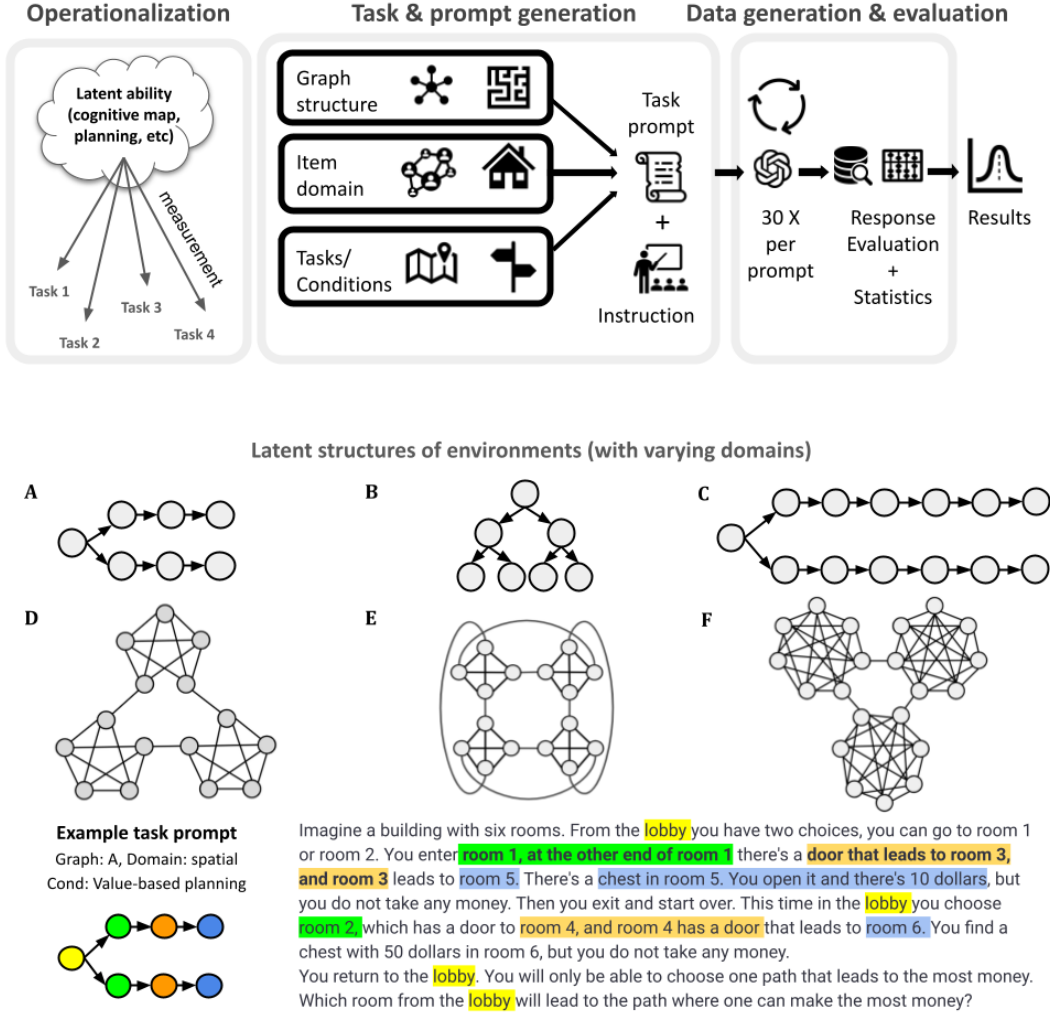 Operationalization
Task & prompt generation
Data generation & evaluation
Latent ability
(cognitive map,
planning, etc)
measurement
Task 1
Task 2
Task 3
Task 4
Graph
structure
Item
domain
Tasks/
Conditions
Task
prompt
+
Instruction
30 X
per
prompt
Response
Evaluation
+
Statistics
Results
Latent structures of environments (with varying domains)
A
B
C
D
E
F
Example task prompt
Graph: A, Domain: spatial
Cond: Value-based planning
Imagine a building with six rooms. From the lobby you have two choices, you can go to room 1
or room 2. You enter room 1, at the other end of room 1 there's a door that leads to room 3,
and room 3 leads to room 5. There's a chest in room 5. You open it and there's 10 dollars, but
you do not take any money. Then you exit and start over. This time in the lobby you choose
room 2, which has a door to room 4, and room 4 has a door that leads to room 6. You find a
chest with 50 dollars in room 6, but you do not take any money.
You return to the lobby. You will only be able to choose one path that leads to the most money.
Which room from the lobby will lead to the path where one can make the most money?